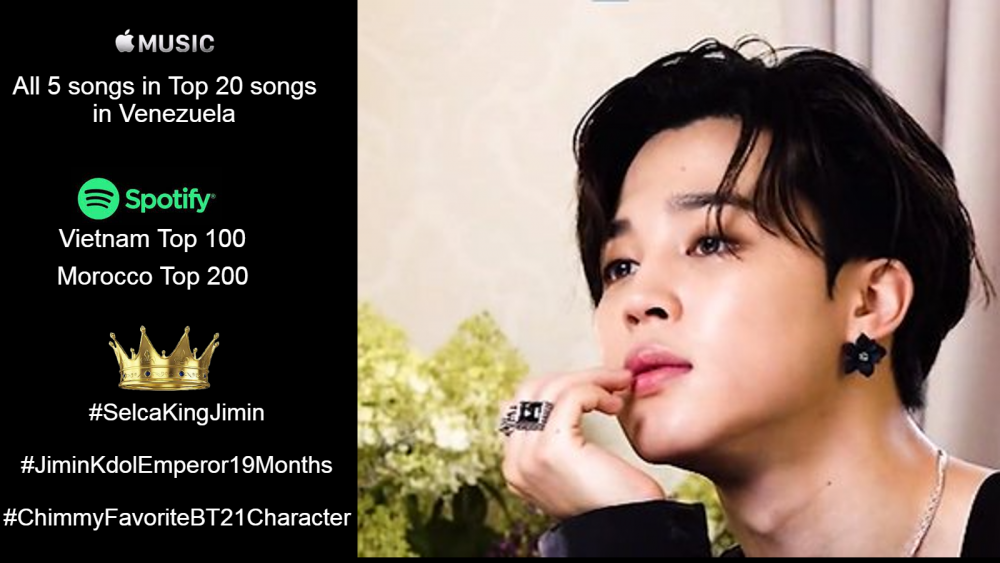 MUSIC
All 5 songs in Top 20 songs
in Venezuela
Spotify®
Vietnam Top 100
Morocco Top 200
#SelcaKingJimin
#JiminKdolEmperor19Months
#ChimmyFavoriteBT21Character